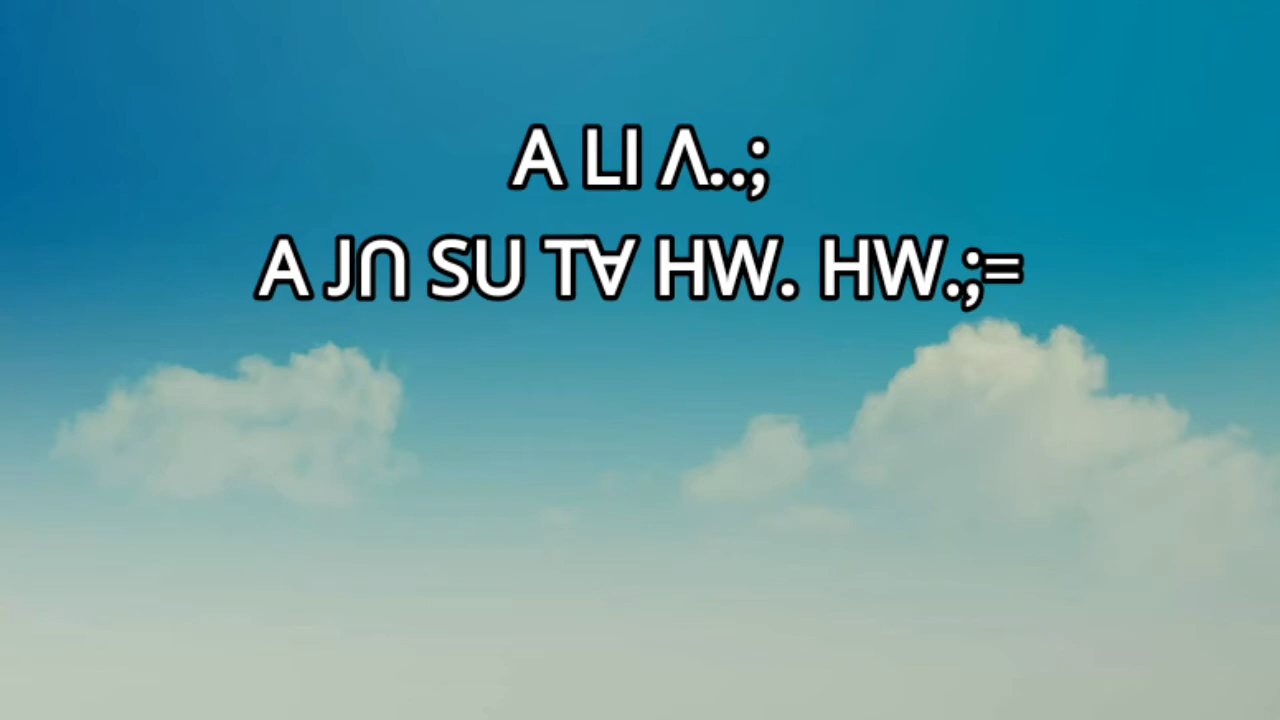 ꓮ ꓡꓲ ꓥꓺꓼ
ꓮ ꓙꓵ ꓢꓴ ꓔꓯ ꓧꓪꓸ ꓧꓪꓸꓼ꓿